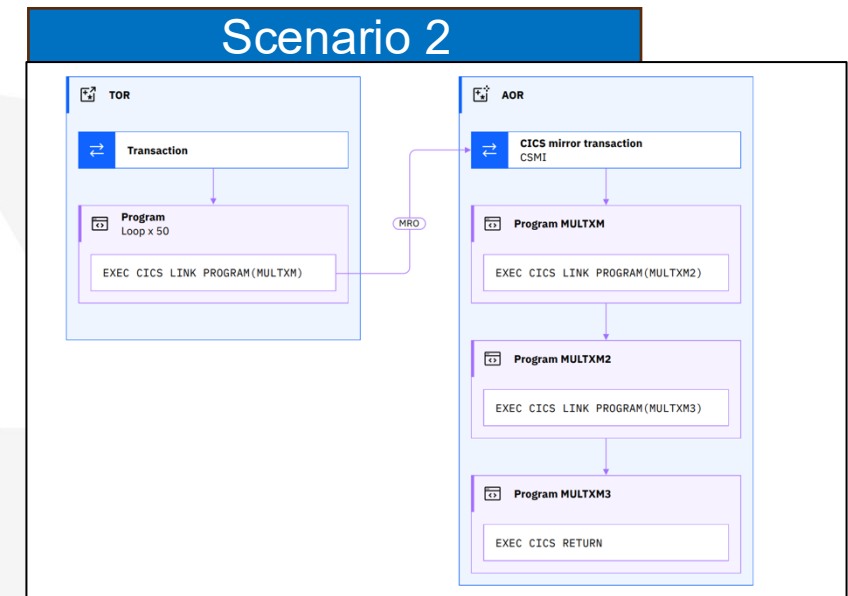 Scenario 2
TOR
Transaction
Program
Loop x 50
EXEC CICS LINK PROGRAM(MULTXM)
MRO
AOR
CICS mirror transaction
CSMI
Program MULTXM
EXEC CICS LINK PROGRAM(MULTXM2)
Program MULTXM2
EXEC CICS LINK PROGRAM(MULTXM3)
Program MULTXM3
EXEC CICS RETURN